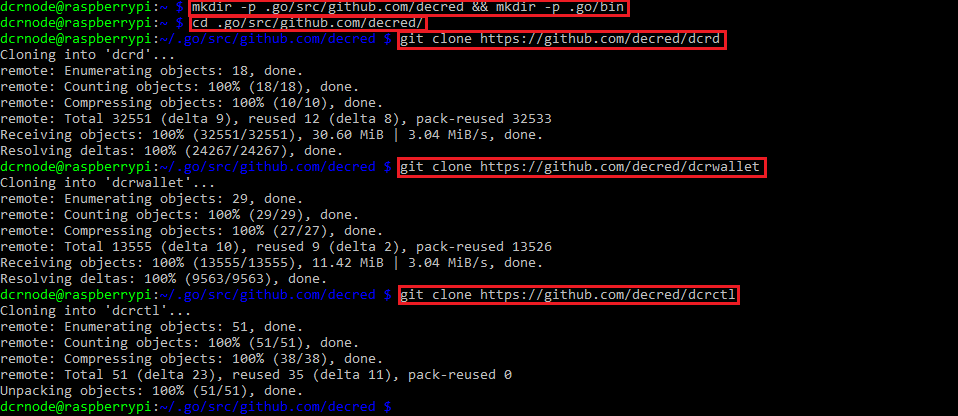 dcrnode@raspberrypi:~ $ mkdir -p .go/src/github.com/decred && mkdir -p .go/bin
dcrnode@raspberrypi:~ $ cd .go/src/github.com/decred/
dcrnode@raspberrypi:~/.go/src/github.com/decred $ git clone https://github.com/decred/dcrd
Cloning into 'dcrd'...
remote: Enumerating objects: 18, done.
remote: Counting objects: 100% (18/18), done.
remote: Compressing objects: 100% (10/10), done.
remote: Total 32551 (delta 9), reused 12 (delta 8), pack-reused 32533
Receiving objects: 100% (32551/32551), 30.60 MiB | 3.04 MiB/s, done.
Resolving deltas: 100% (24267/24267), done.
dcrnode@raspberrypi:~/.go/src/github.com/decred $ git clone https://github.com/decred/dcrwallet
Cloning into 'dcrwallet'...
remote: Enumerating objects: 29, done.
remote: Counting objects: 100% (29/29), done.
remote: Compressing objects: 100% (27/27), done.
remote: Total 13555 (delta 10), reused 9 (delta 2), pack-reused 13526
Receiving objects: 100% (13555/13555), 11.42 MiB | 3.04 MiB/s, done.
Resolving deltas: 100% (9563/9563), done.
dcrnode@raspberrypi:~/.go/src/github.com/decred $ git clone https://github.com/decred/dcrctl
Cloning into 'dcrctl'...
remote: Enumerating objects: 51, done.
remote: Counting objects: 100% (51/51), done.
remote: Compressing objects: 100% (38/38), done.
remote: Total 51 (delta 23), reused 35 (delta 11), pack-reused 0
Unpacking objects: 100% (51/51), done.
dcrnode@raspberrypi:~/.go/src/github.com/decred $